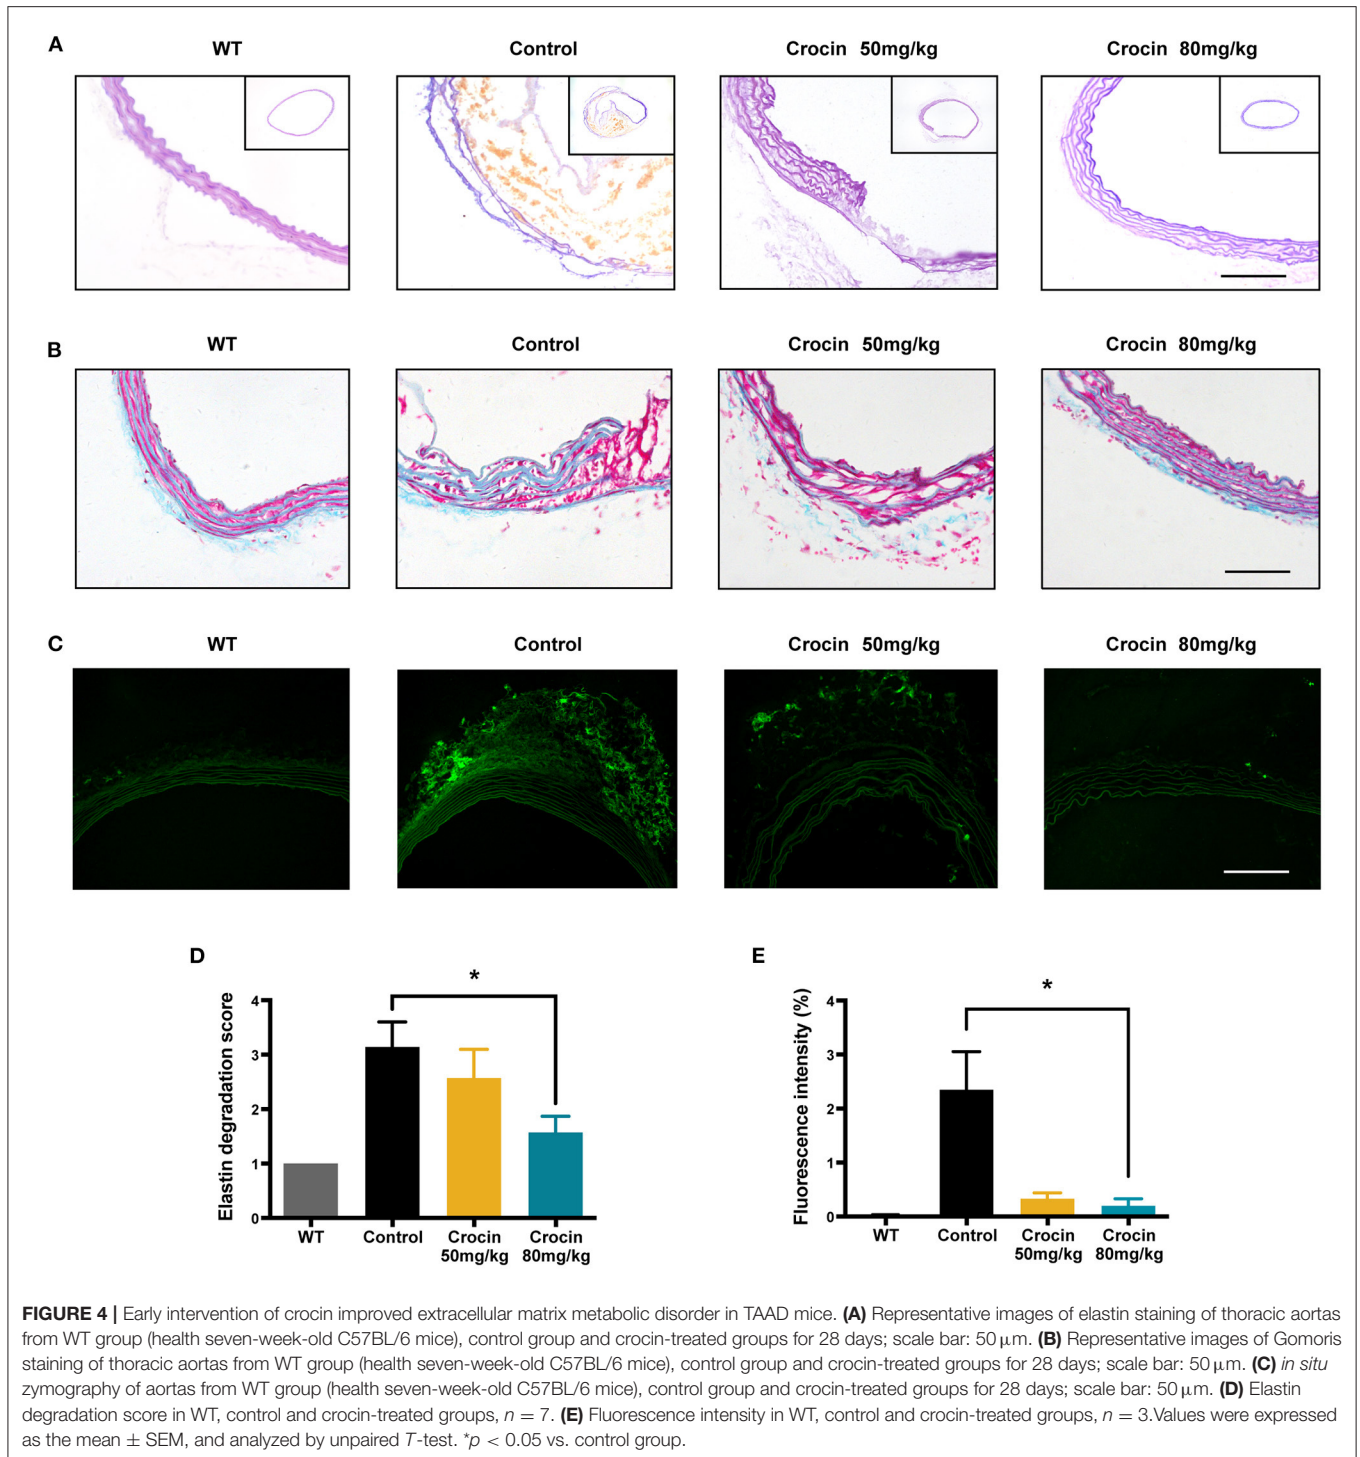 A
WT
Control
Crocin 50mg/kg
Crocin 80mg/kg
B
WT
Control
Crocin 50mg/kg
Crocin 80mg/kg
C
WT
Control
Crocin 50mg/kg
Crocin 80mg/kg
D
*
Elastin degradation score
4
3
2
1
0
WT
Control
Crocin
50mg/kg
Crocin
80mg/kg
E
*
Fluorescence intensity (%)
4
3
2
1
0
WT
Control
Crocin
50mg/kg
Crocin
80mg/kg
FIGURE 4 | Early intervention of crocin improved extracellular matrix metabolic disorder in TAAD mice. (A) Representative images of elastin staining of thoracic aortas
from WT group (health seven-week-old C57BL/6 mice), control group and crocin-treated groups for 28 days; scale bar: 50 μm. (B) Representative images of Gomoris
staining of thoracic aortas from WT group (health seven-week-old C57BL/6 mice), control group and crocin-treated groups for 28 days; scale bar: 50 μm. (C) in situ
zymography of aortas from WT group (health seven-week-old C57BL/6 mice), control group and crocin-treated groups for 28 days; scale bar: 50 μm. (D) Elastin
degradation score in WT, control and crocin-treated groups, n = 7. (E) Fluorescence intensity in WT, control and crocin-treated groups, n = 3.Values were expressed
as the mean ± SEM, and analyzed by unpaired T-test. *p < 0.05 vs. control group.